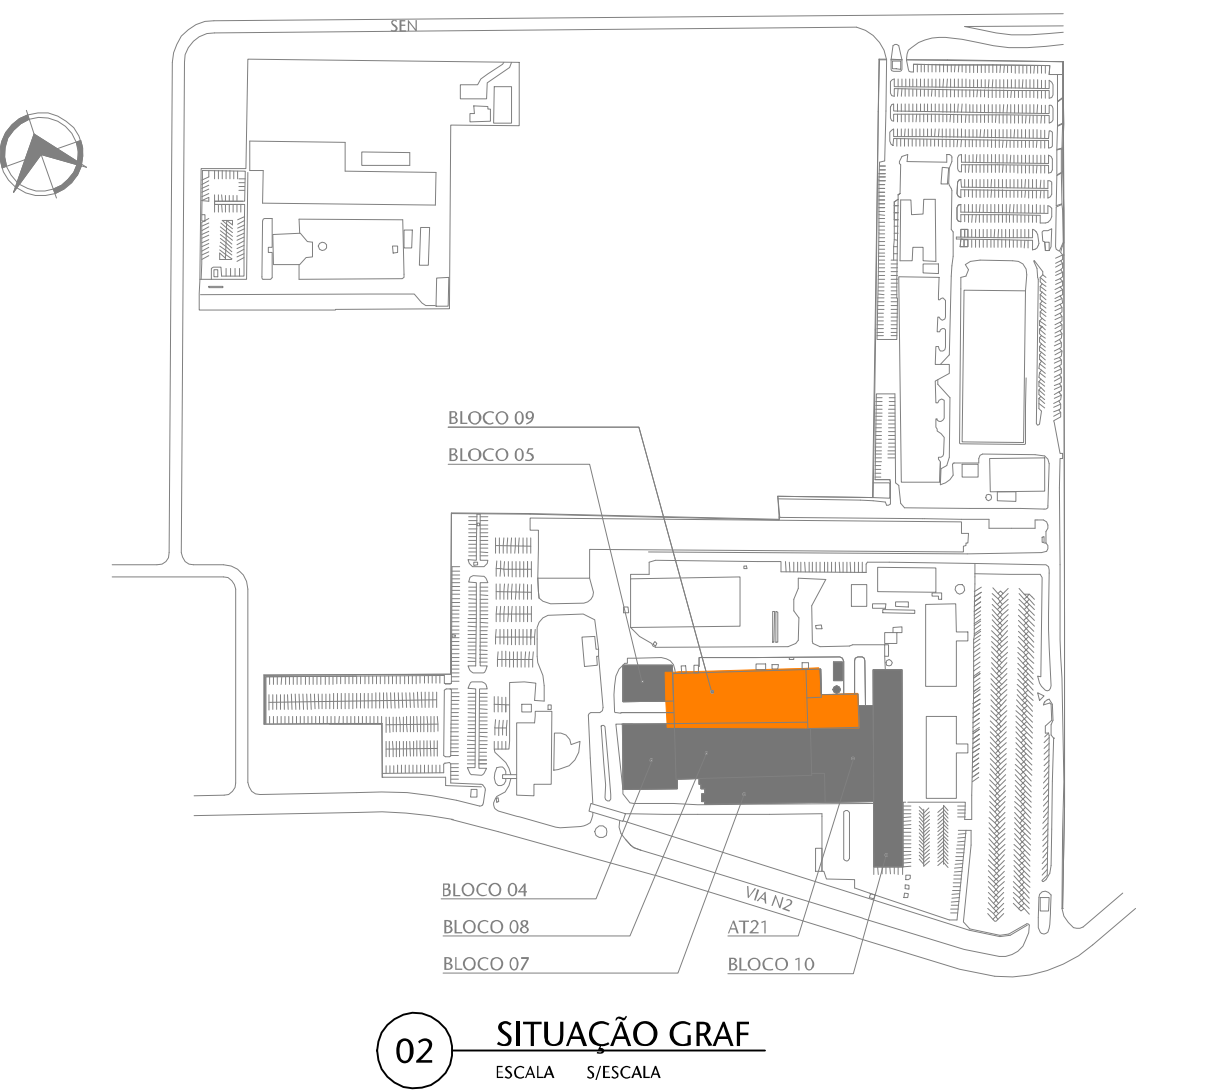 SEN
BLOCO 09
BLOCO 05
BLOCO 04
VIA N2
BLOCO 08
AT21
BLOCO 07
BLOCO 10
02
SITUAÇÃO GRAF
ESCALA S/ESCALA